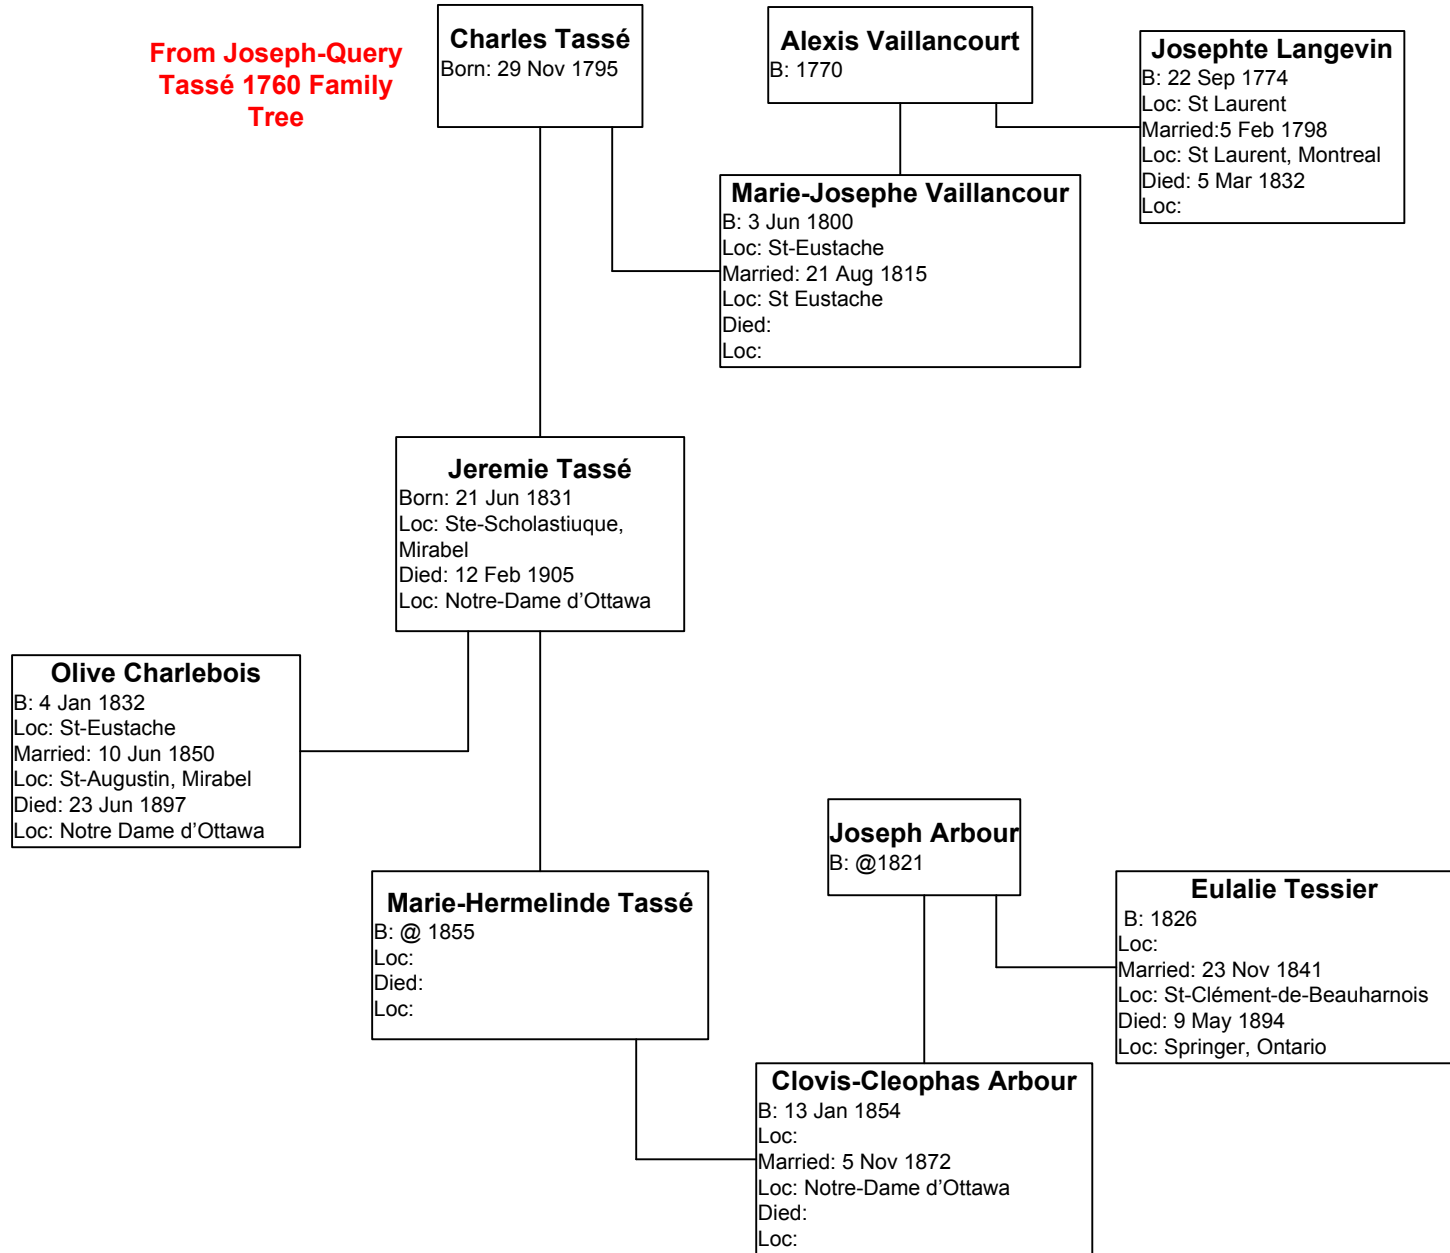 From Joseph-Query
Tassé 1760 Family
Tree
Charles Tassé
Born: 29 Nov 1795
Alexis Vaillancourt
B: 1770
Josephte Langevin
B: 22 Sep 1774
Loc: St Laurent
Married:5 Feb 1798
Loc: St Laurent, Montreal
Died: 5 Mar 1832
Loc:
Marie-Josephe Vaillancour
B: 3 Jun 1800
Loc: St-Eustache
Married: 21 Aug 1815
Loc: St Eustache
Died:
Loc:
Jeremie Tassé
Born: 21 Jun 1831
Loc: Ste-Scholastiuque,
Mirabel
Died: 12 Feb 1905
Loc: Notre-Dame d’Ottawa
Olive Charlebois
B: 4 Jan 1832
Loc: St-Eustache
Married: 10 Jun 1850
Loc: St-Augustin, Mirabel
Died: 23 Jun 1897
Loc: Notre Dame d’Ottawa
Joseph Arbour
B: @1821
Marie-Hermelinde Tassé
B: @ 1855
Loc:
Died:
Loc:
Eulalie Tessier
B: 1826
Loc:
Married: 23 Nov 1841
Loc: St-Clément-de-Beauharnois
Died: 9 May 1894
Loc: Springer, Ontario
Clovis-Cleophas Arbour
B: 13 Jan 1854
Loc:
Married: 5 Nov 1872
Loc: Notre-Dame d’Ottawa
Died:
Loc: